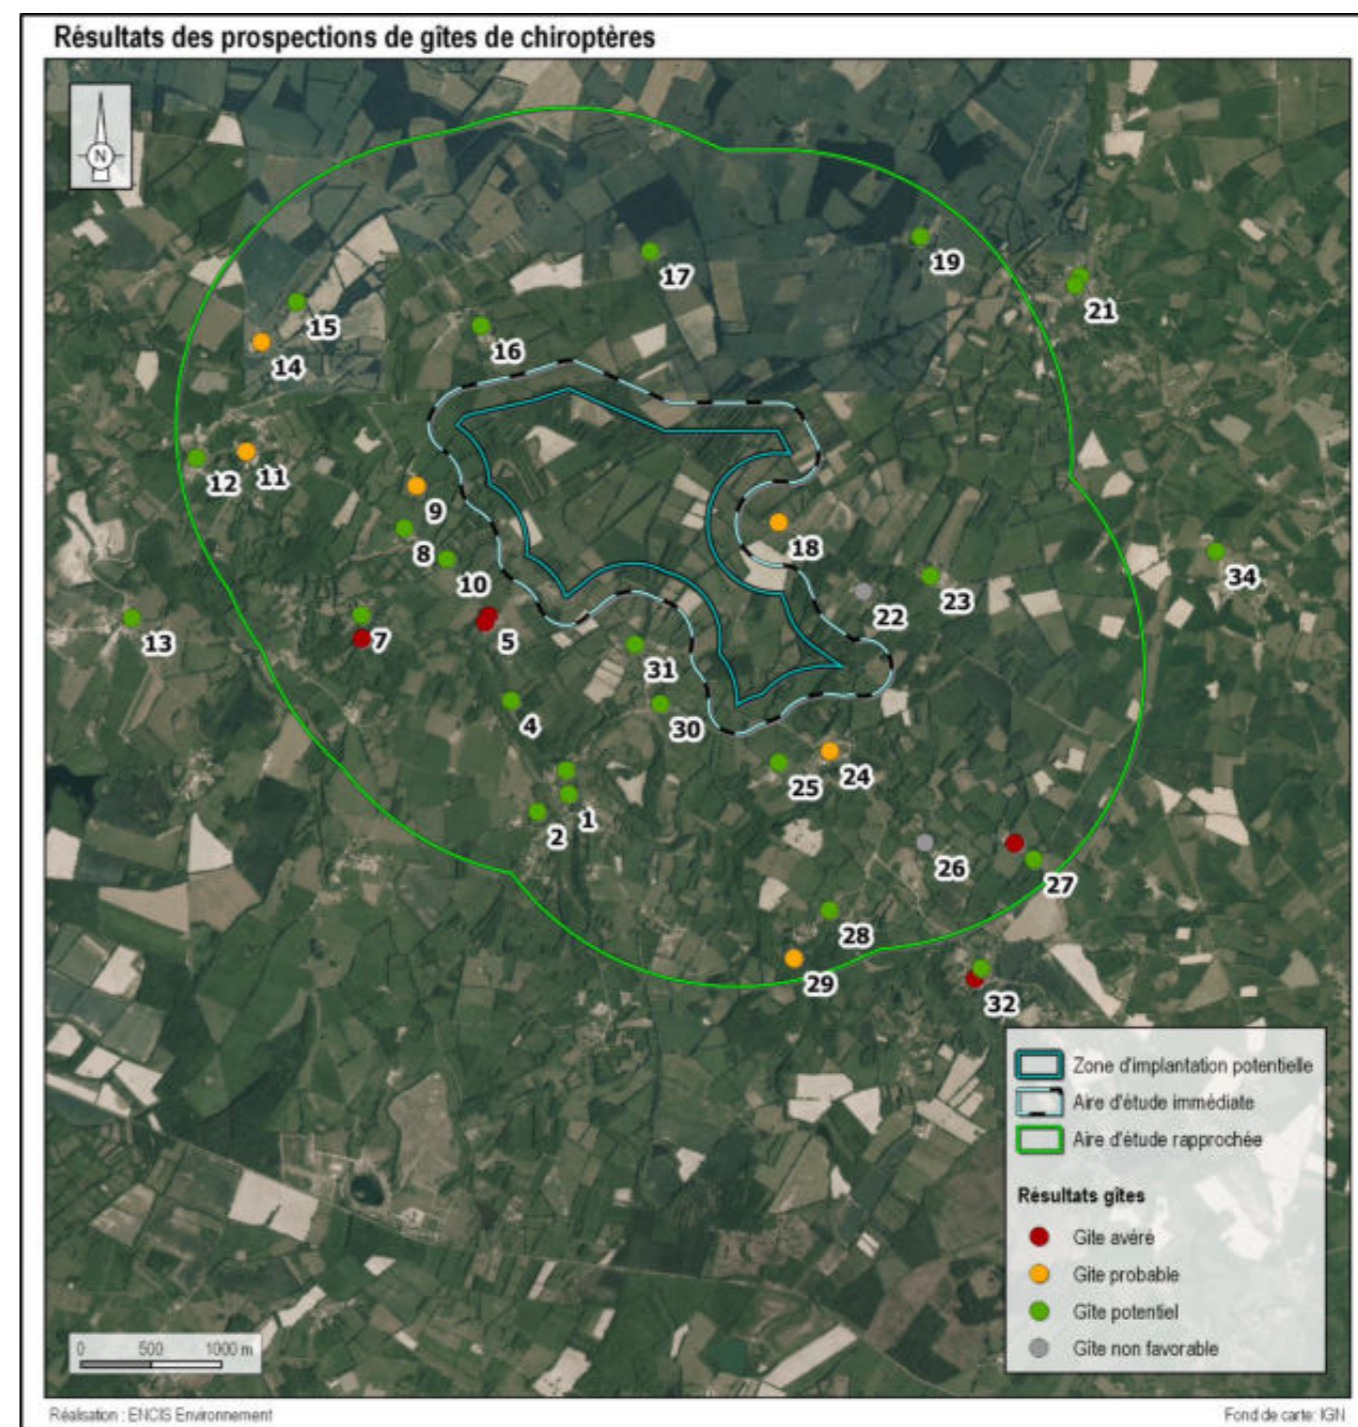 Résultats des prospections de gîtes de chiroptères
N
19
17
21
15
16
14
12
11
9
18
8
34
10
23
22
13
7
5
31
4
30
24
25
1
2
26
27
28
29
32
Zone d'implantation potentielle
Aire d'étude immédiate
Aire d'étude rapprochée
Résultats gîtes
Gîte avéré
Gîte probable
Gîte potentiel
Gîte non favorable
0 500 1000 m
Réalisation : ENCIS Environnement
Fond de carte: IGN